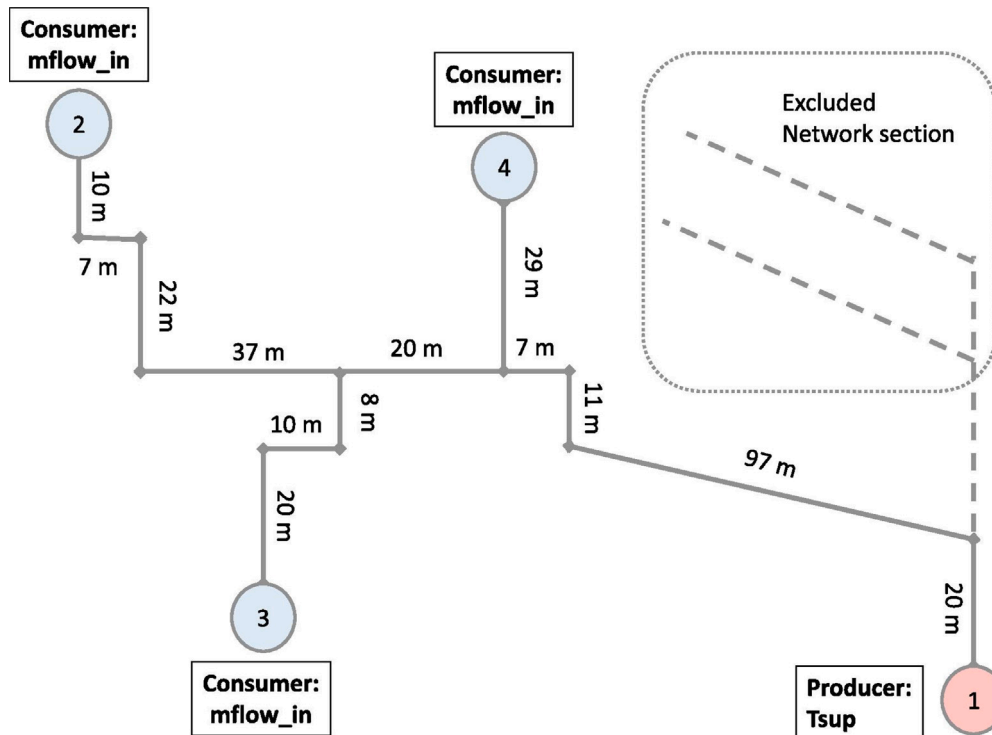 Consumer:
mflow_in
2
10 m
7 m
22 m
37 m
20 m
Consumer:
mflow_in
4
29 m
7 m
11 m
97 m
8 m
10 m
20 m
3
Consumer:
mflow_in
Excluded
Network section
20 m
Producer:
Tsup
1